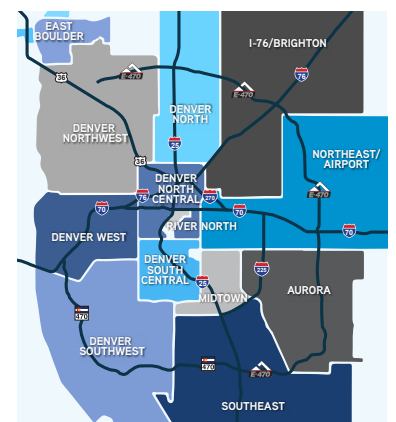 EAST
BOULDER
I-76/BRIGHTON
E-470
76
36
E-470
DENVER
NORTH
DENVER
NORTHWEST
25
NORTHEAST/
AIRPORT
36
DENVER
NORTH
CENTRAL
E-470
76
270
70
70
RIVER NORTH
70
DENVER WEST
DENVER
SOUTH
CENTRAL
225
25
MIDTOWN
AURORA
470
DENVER
SOUTHWEST
470
E-470
SOUTHEAST